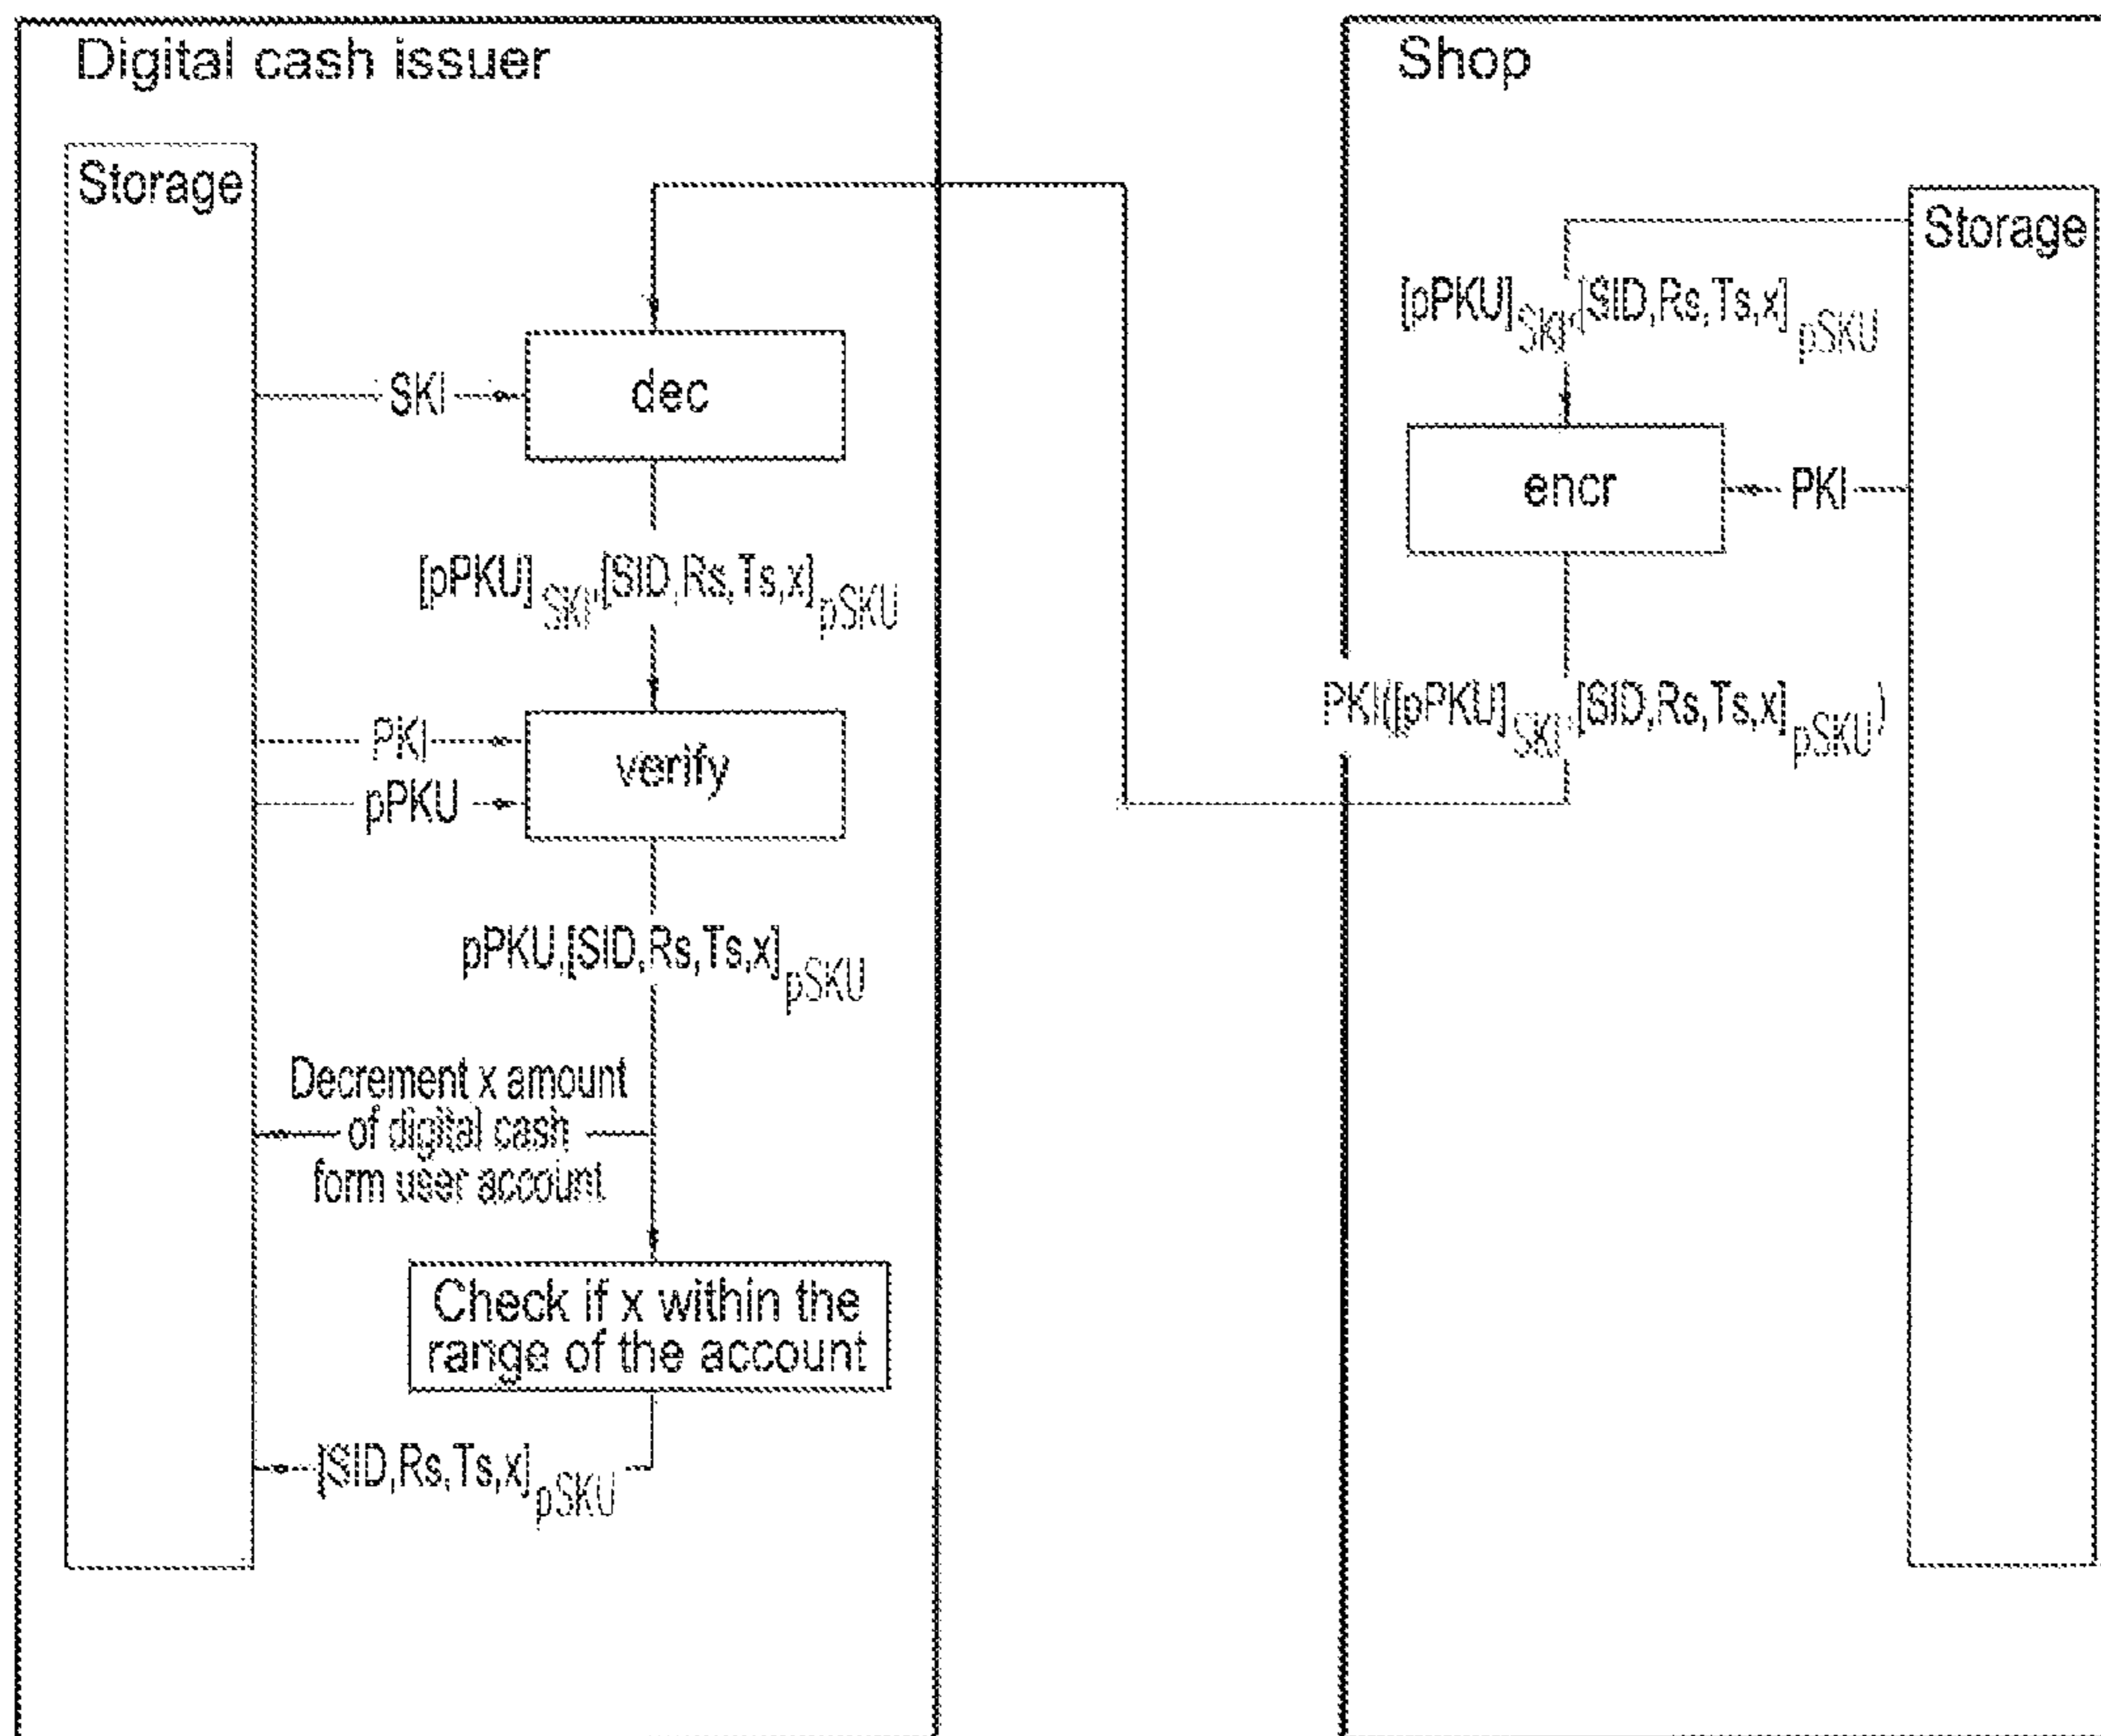 Digital cash issuer
Storage
SKI
dec
[pPKU]SKI,[SID,Rs,Ts,x]pSKU
PKI
verify
pPKU
pPKU,[SID,Rs,Ts,x]pSKU
Decrement x amount
of digital cash
form user account
Check if x within the
range of the account
[SID,Rs,Ts,x]pSKU
Shop
Storage
[pPKU]SKI,[SID,Rs,Ts,x]pSKU
encr
PKI
PKI([pPKU]SKI,[SID,Rs,Ts,x]pSKU)